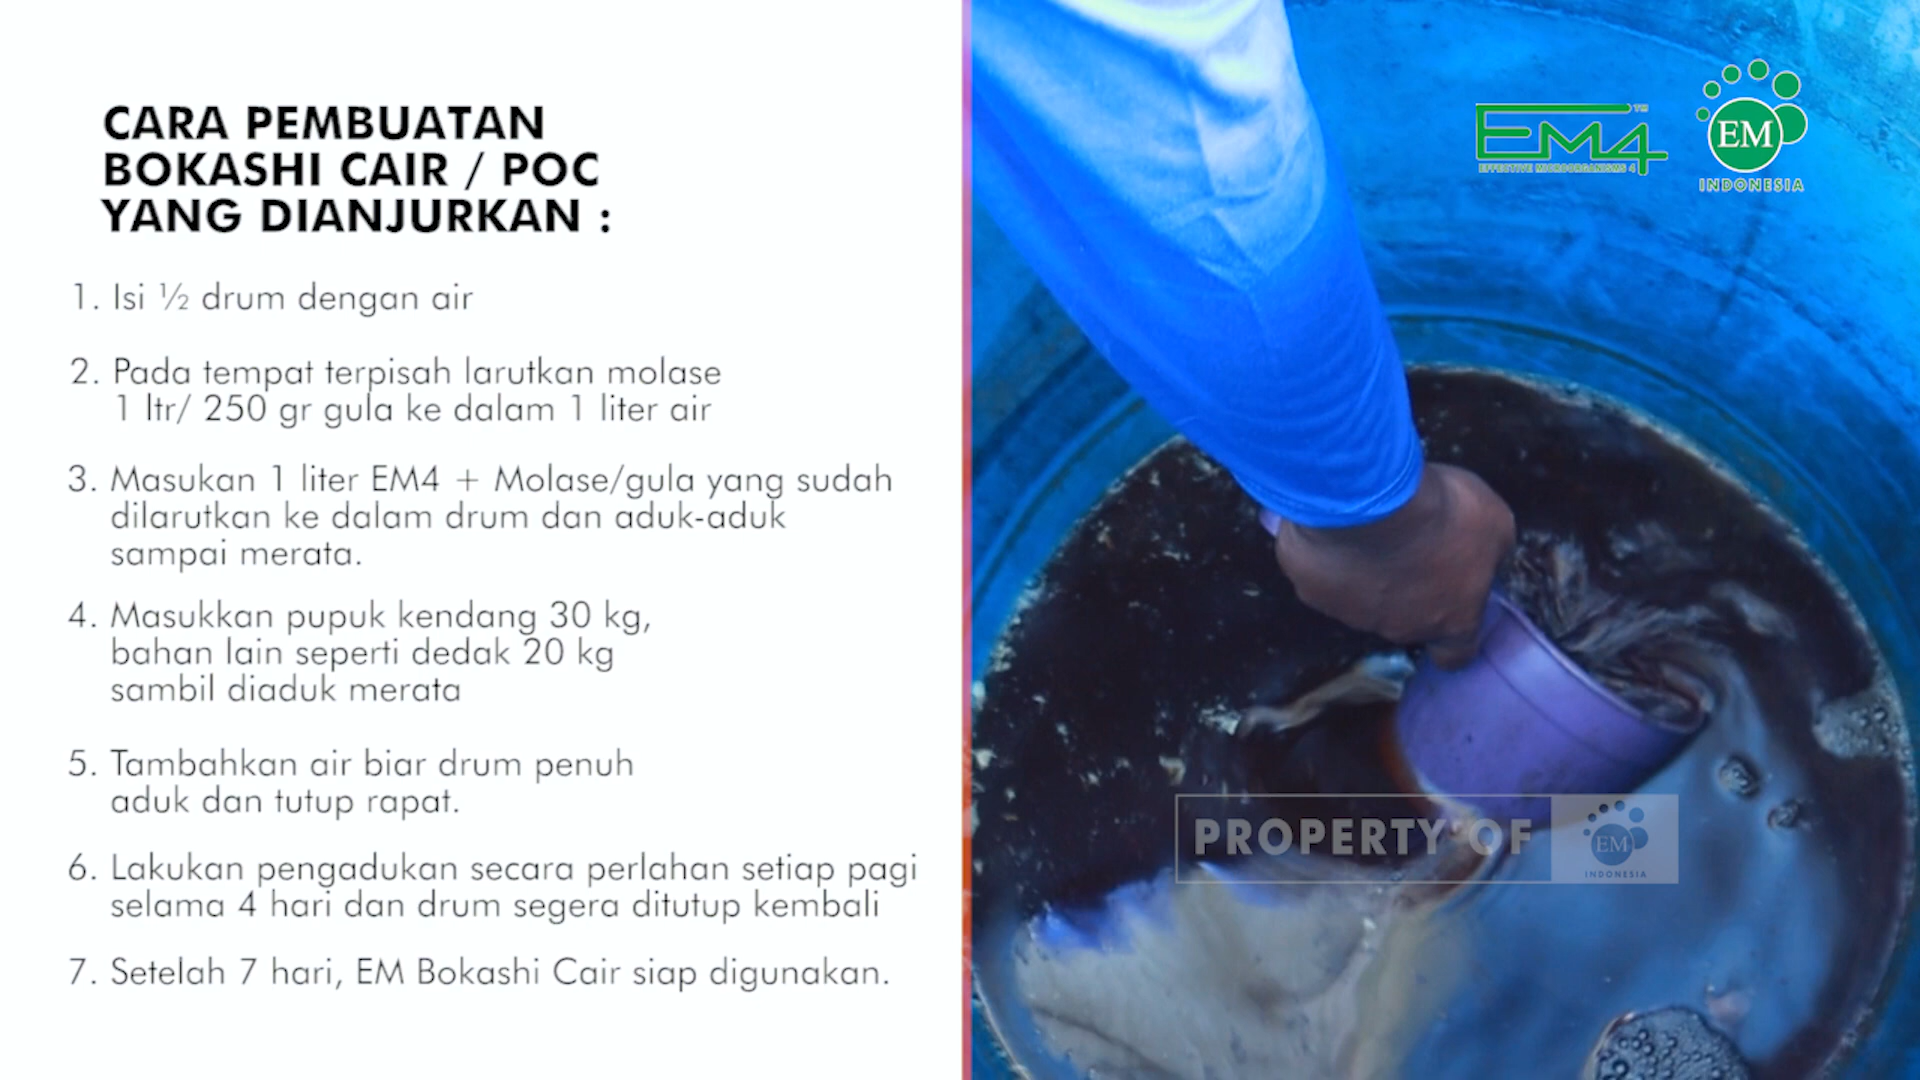 CARA PEMBUATAN
BOKASHI CAIR / POC
YANG DIANJURKAN :
1. Isi ½ drum dengan air
2. Pada tempat terpisah larutkan molase
1 ltr/ 250 gr gula ke dalam 1 liter air
3. Masukan 1 liter EM4 + Molase/gula yang sudah
dilarutkan ke dalam drum dan aduk-aduk
sampai merata.
4. Masukkan pupuk kendang 30 kg,
bahan lain seperti dedak 20 kg
sambil diaduk merata
5. Tambahkan air biar drum penuh
aduk dan tutup rapat.
6. Lakukan pengadukan secara perlahan setiap pagi
selama 4 hari dan drum segera ditutup kembali
7. Setelah 7 hari, EM Bokashi Cair siap digunakan.
EM4 TM
EFFECTIVE MICROORGANISMS 4
EM
INDONESIA
PROPERTY OF
EM
INDONESIA